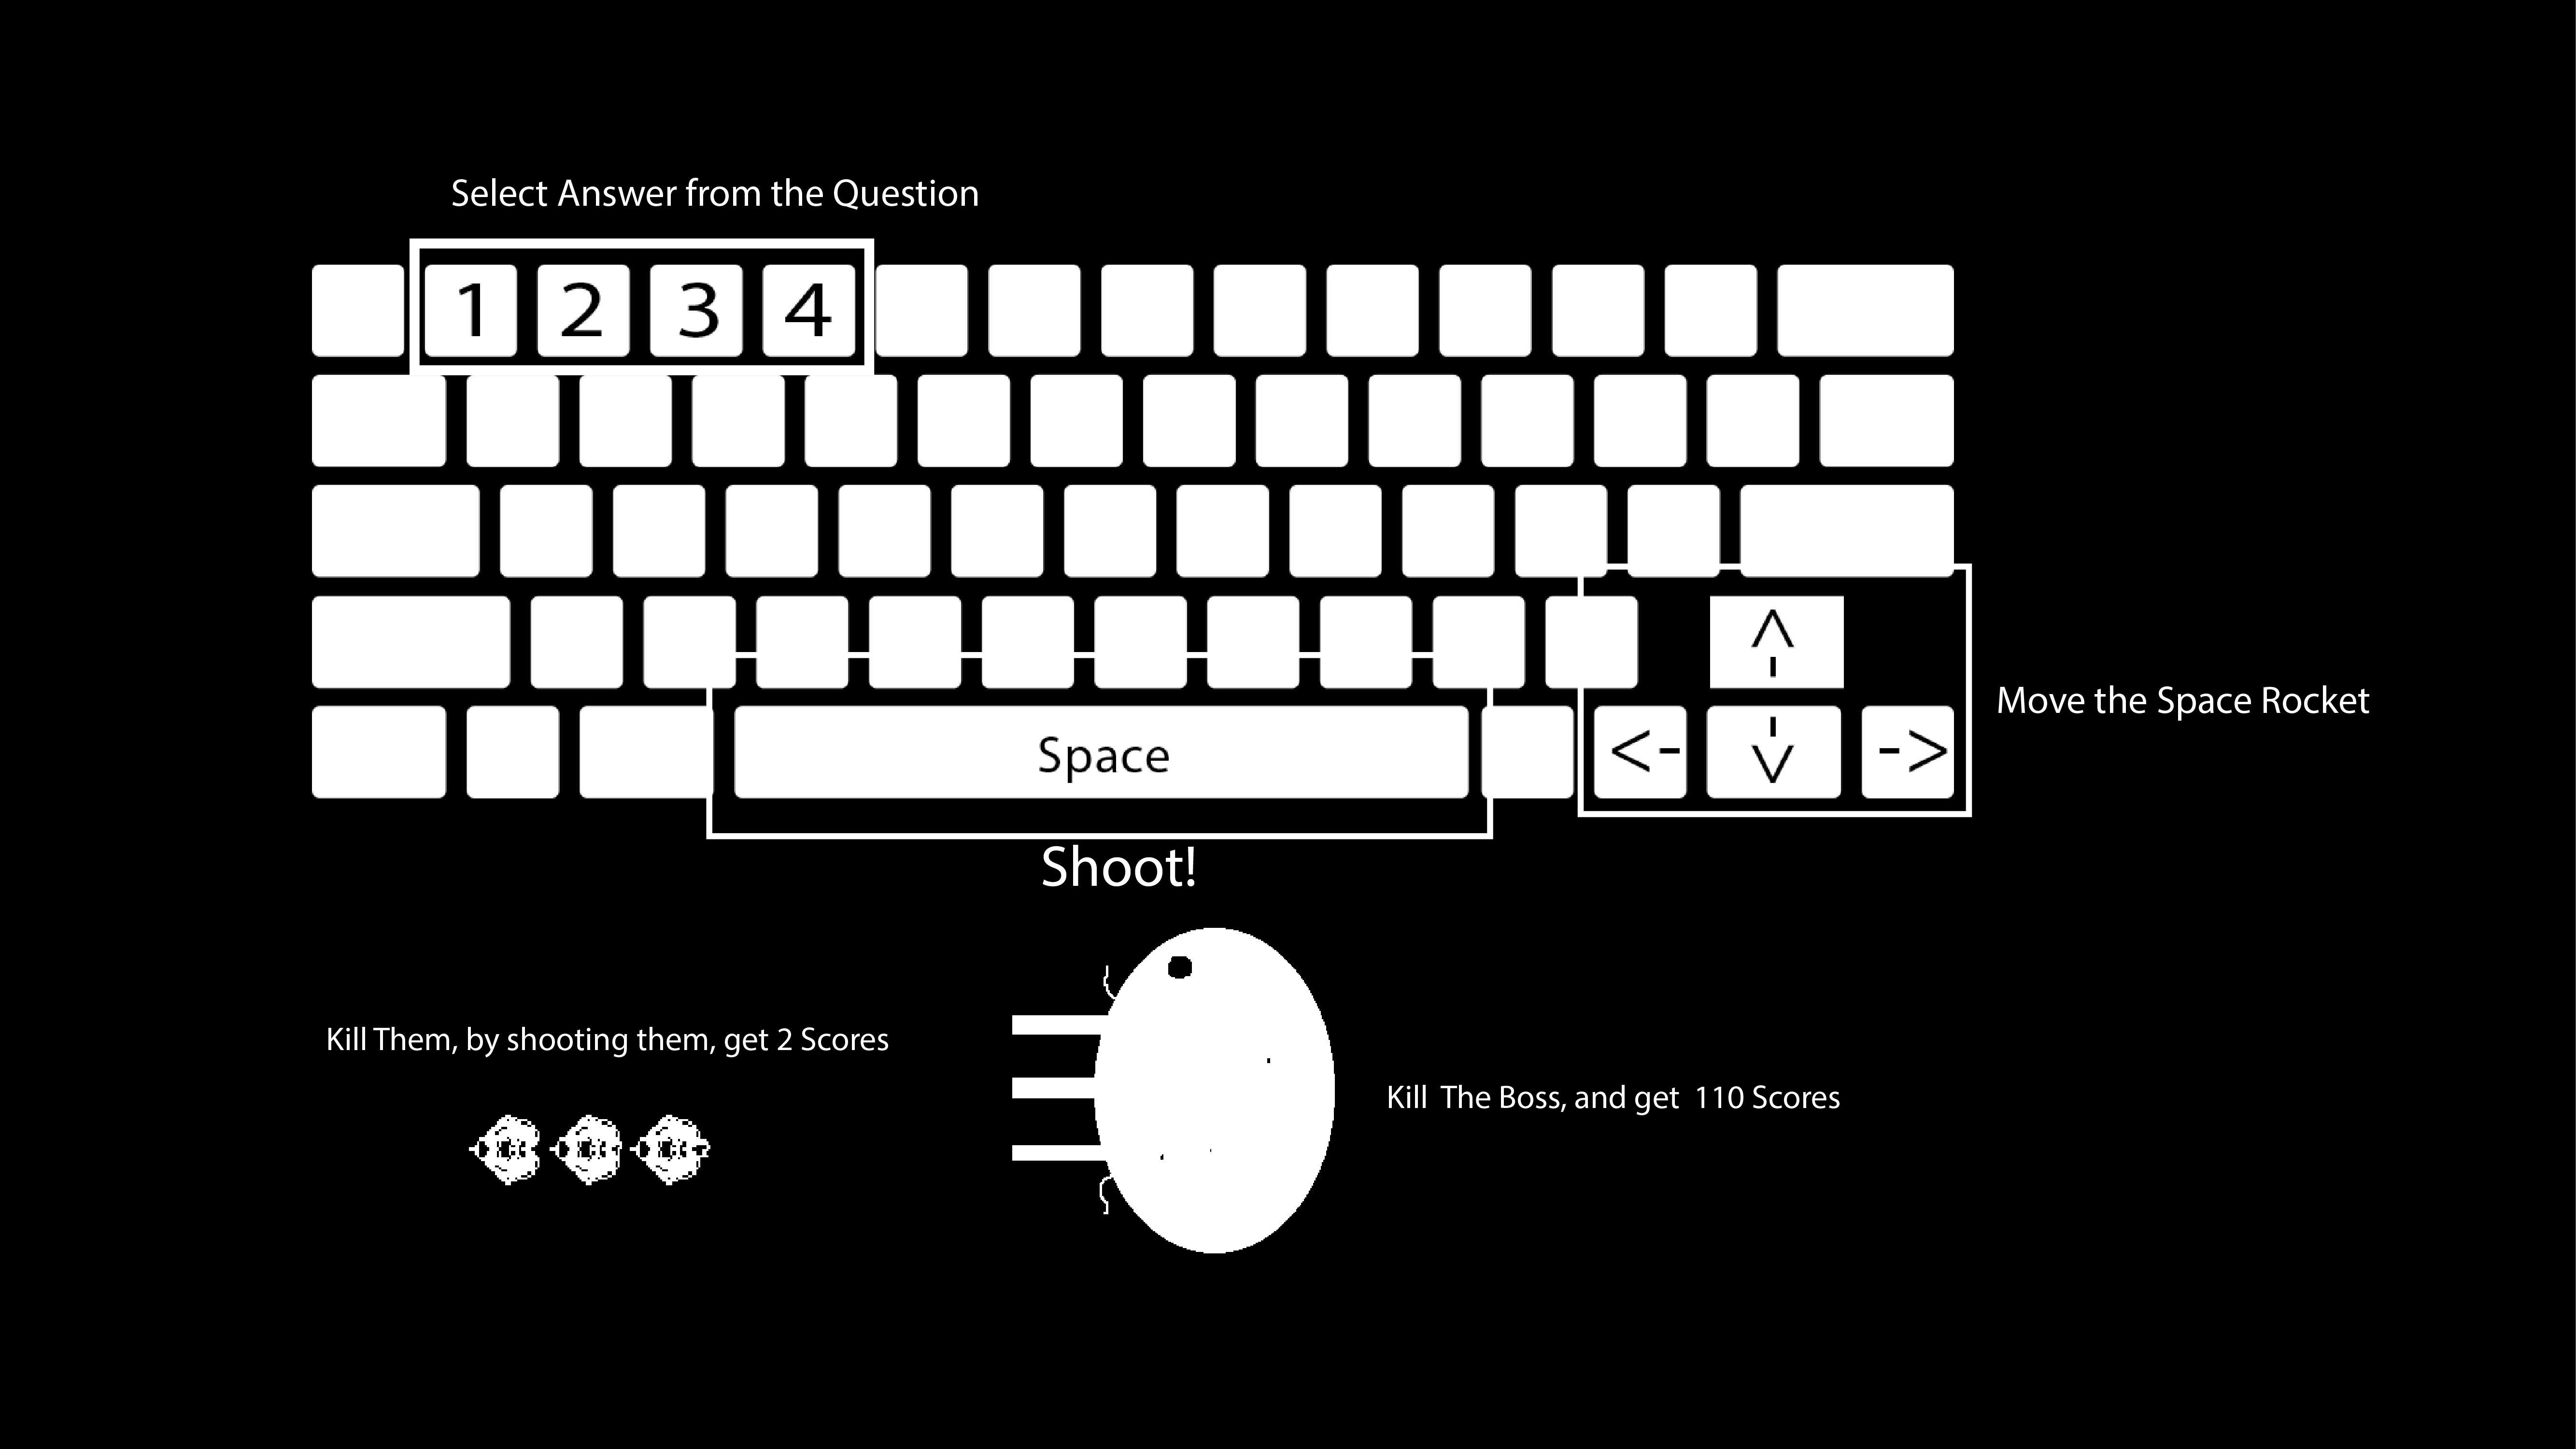 Select Answer from the Question
1 2 3 4
^
Move the Space Rocket
Space
<- v ->
Shoot!
Kill Them, by shooting them, get 2 Scores
Kill The Boss, and get 110 Scores